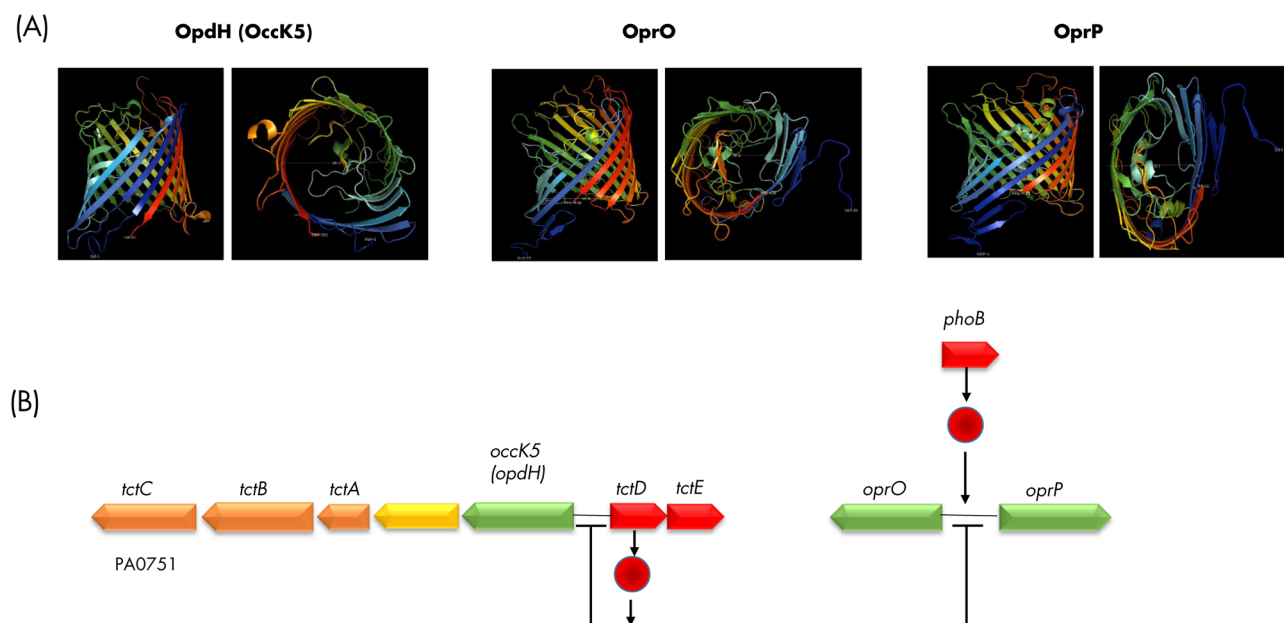 (A)
OpdH (OccK5)
OprO
OprP
phoB
(B)
occK5
(opdH)
tctC
tctB
tctA
tctD
tctE
oprO
oprP
PA0751